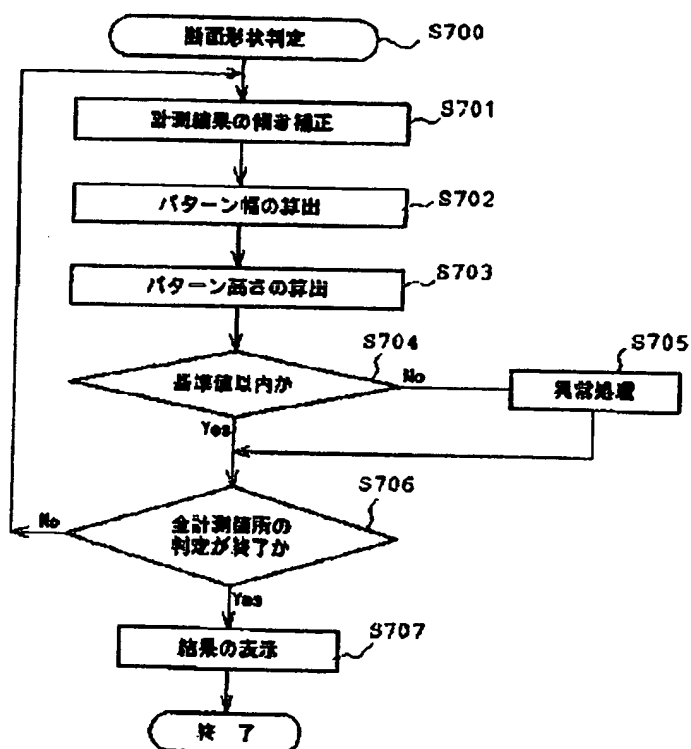 断面形状判定
S700
計測結果の傾き補正
S701
パターン幅の算出
S702
パターン高さの算出
S703
基準値以内か
S704
No
異常処理
S705
Yes
全計測箇所の
判定が終了か
S706
No
Yes
結果の表示
S707
終了